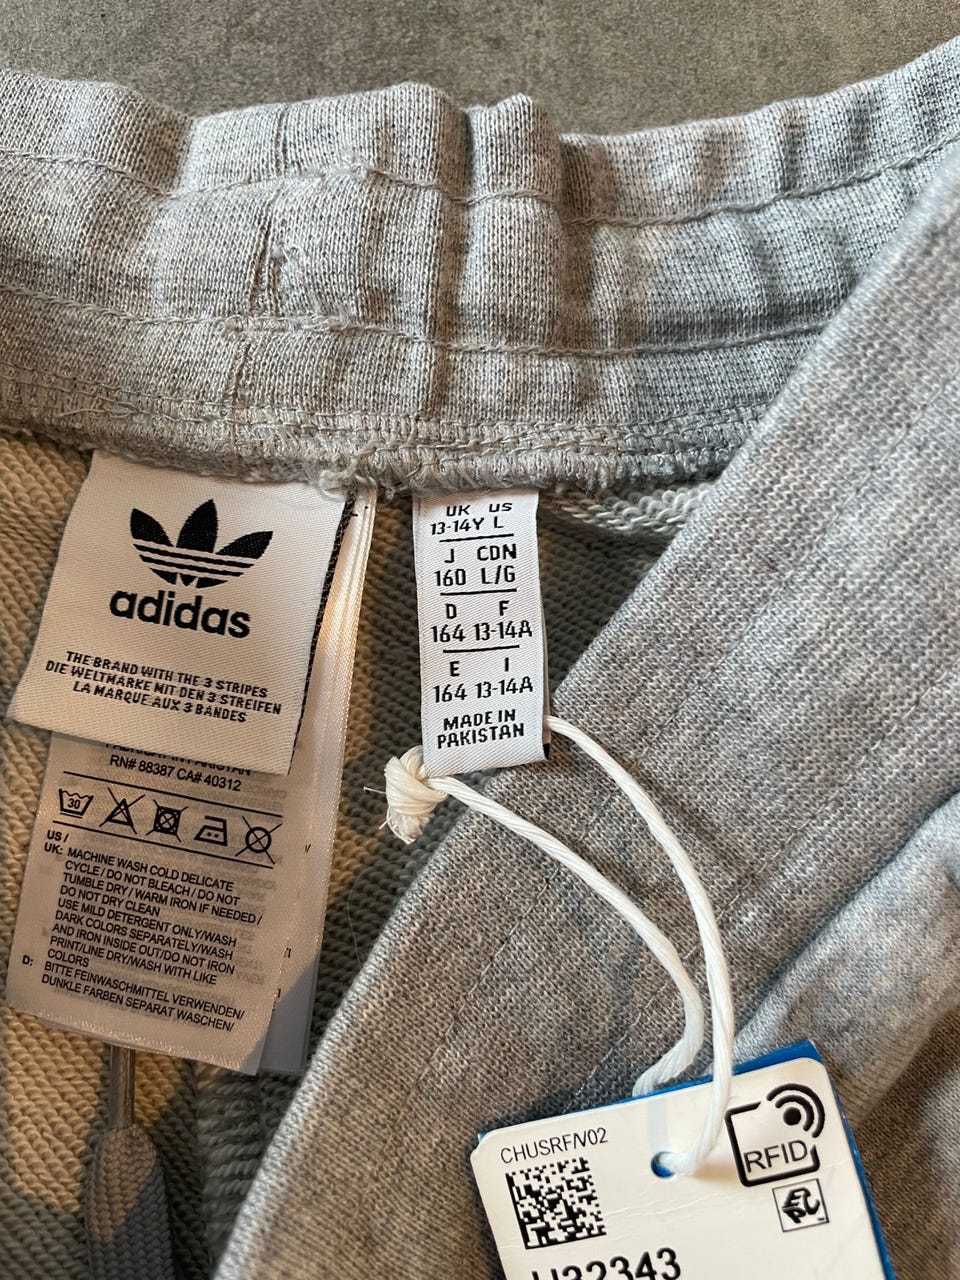 adidas
THE BRAND WITH THE 3 STRIPES
DIE WELTMARKE MIT DEN 3 STREIFEN
LA MARQUE AUX 3 BANDES
RN# 88387 CA# 40312
30
US /
UK: MACHINE WASH COLD DELICATE
CYCLE / DO NOT BLEACH / DO NOT
TUMBLE DRY / WARM IRON IF NEEDED /
DO NOT DRY CLEAN
USE MILD DETERGENT ONLY/WASH
DARK COLORS SEPARATELY/WASH
AND IRON INSIDE OUT/DO NOT IRON
PRINT/LINE DRY/WASH WITH LIKE
COLORS
D: BITTE FEINWASCHMITTEL VERWENDEN/
DUNKLE FARBEN SEPARAT WASCHEN/
UK US
13-14Y L
J CDN
160 L/G
D F
164 13-14A
E I
164 13-14A
MADE IN
PAKISTAN
CHUSRFN02
RFID
32343